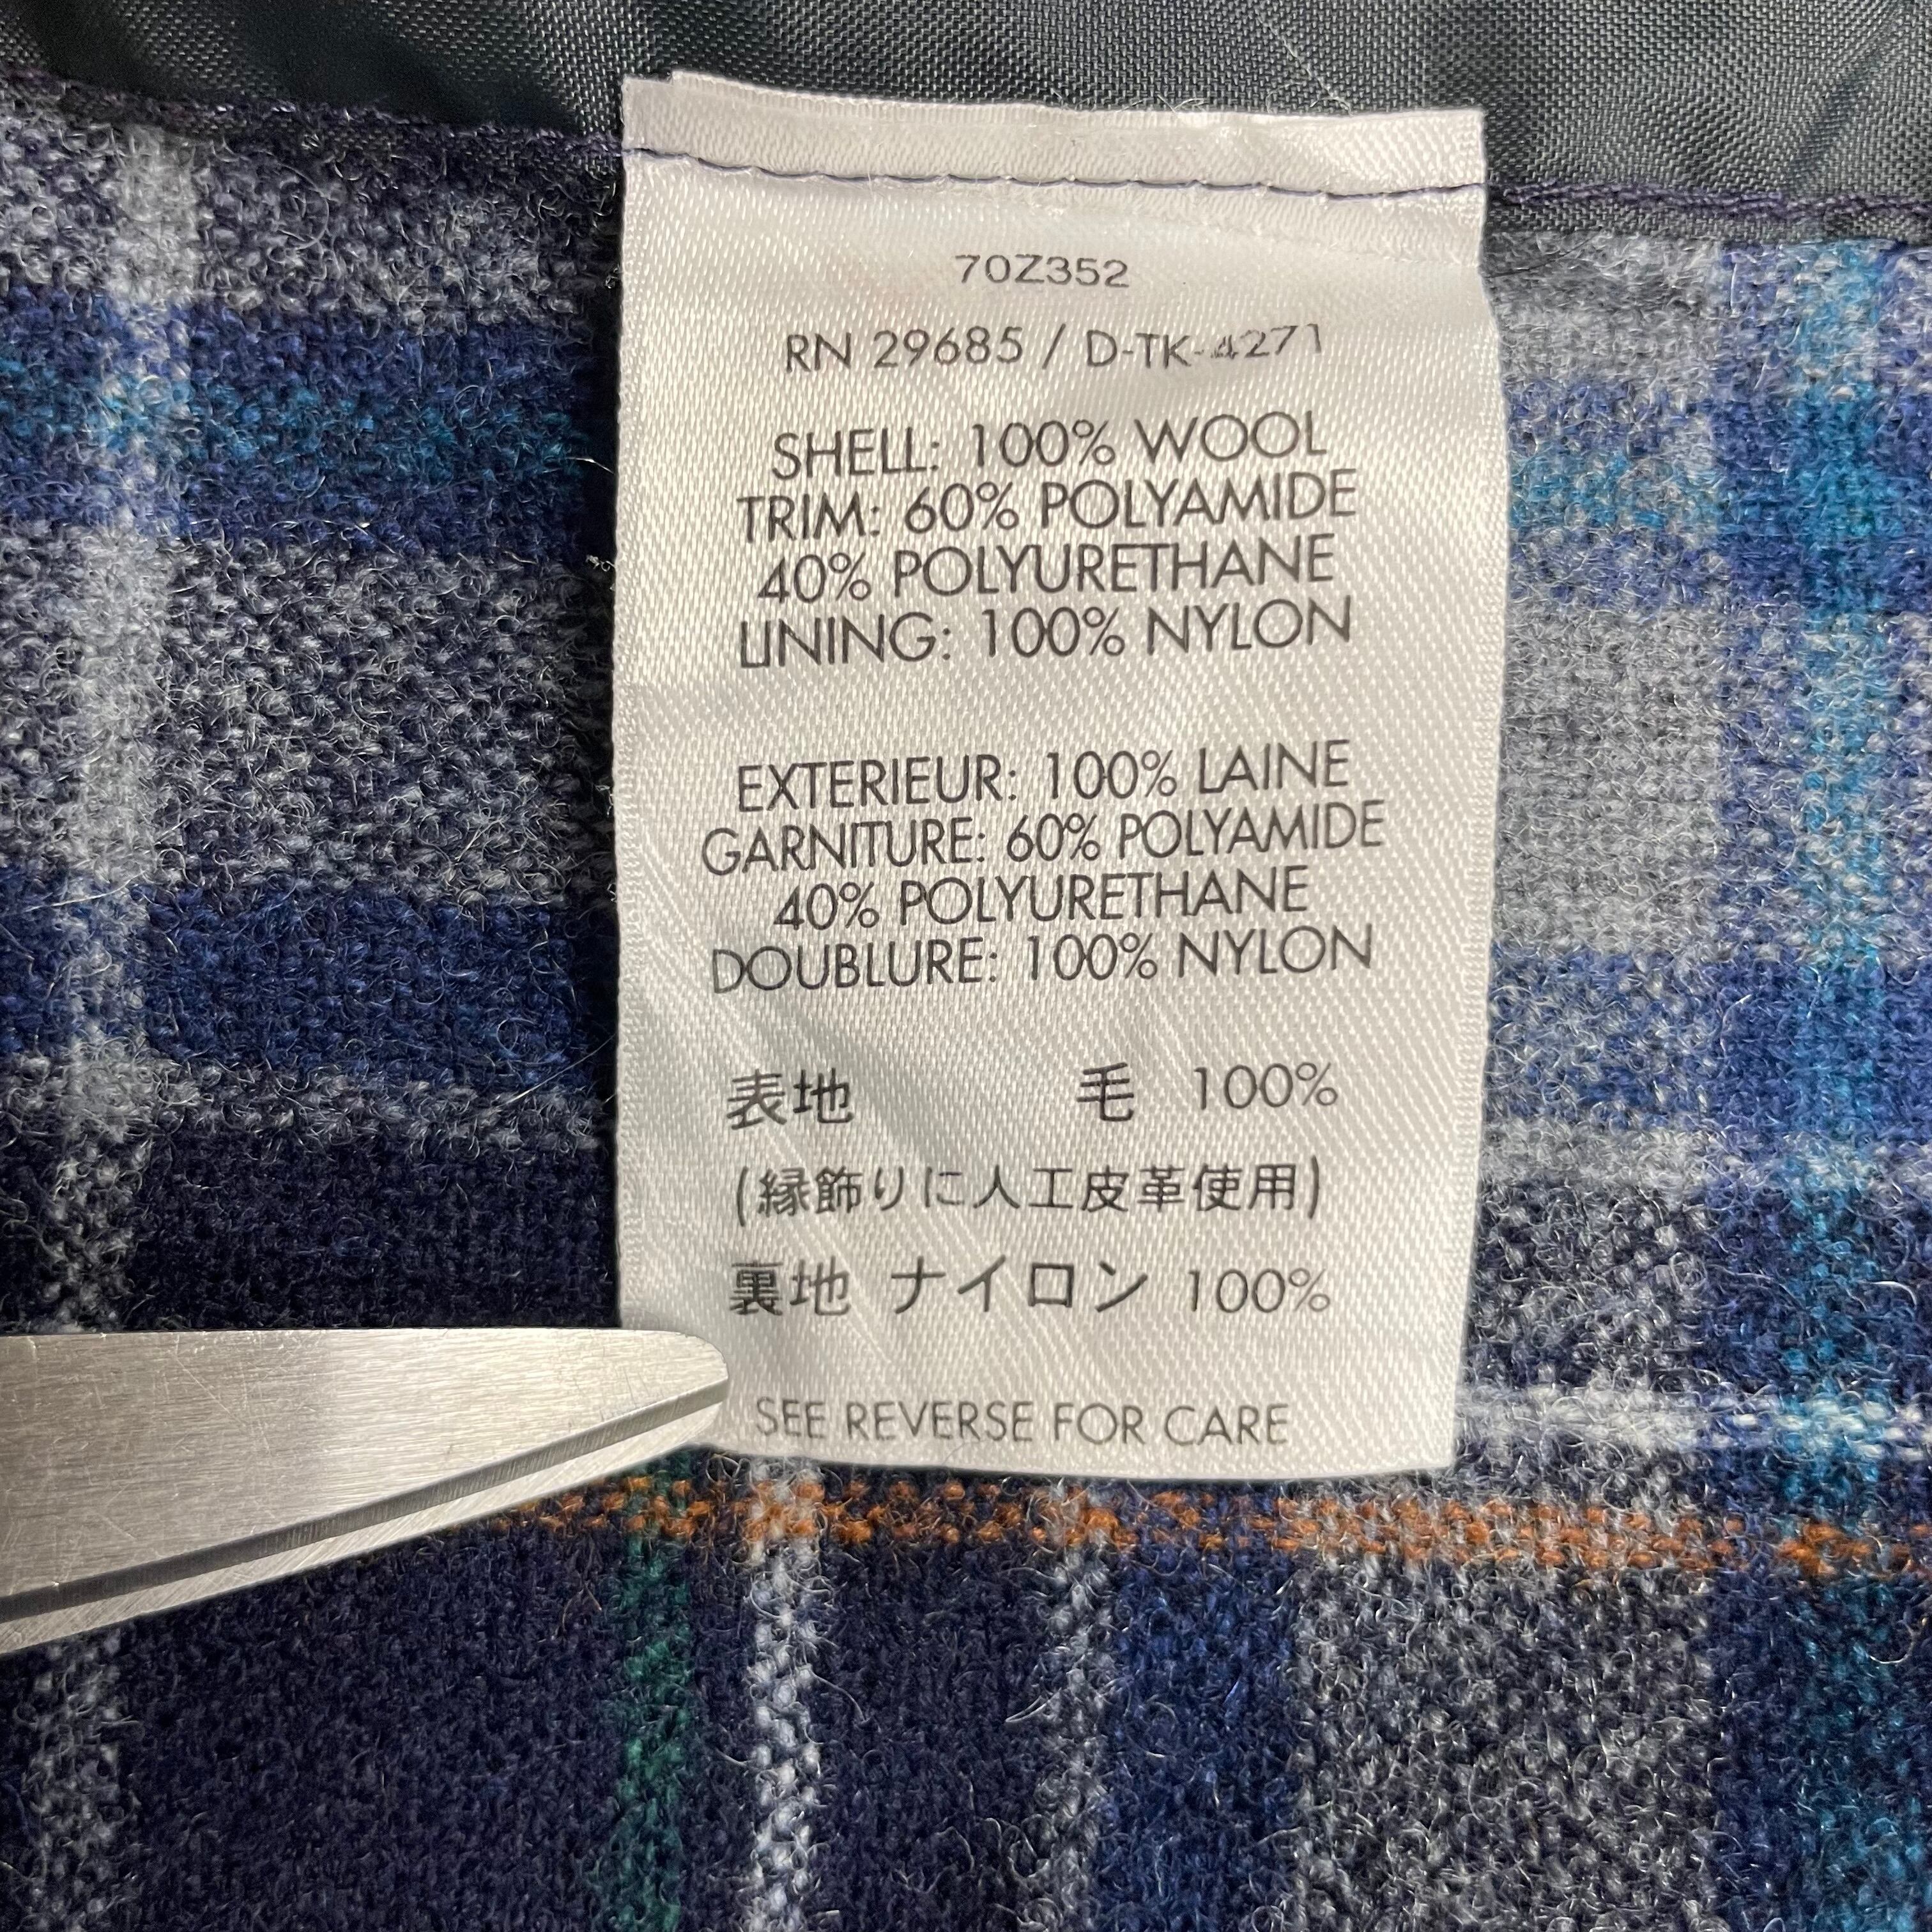 70Z352
RN 29685 / D-TK-4271
SHELL: 100% WOOL
TRIM: 60% POLYAMIDE
40% POLYURETHANE
LINING: 100% NYLON
EXTERIEUR: 100% LAINE
GARNITURE: 60% POLYAMIDE
40% POLYURETHANE
DOUBLURE: 100% NYLON
表地 毛 100%
(縁飾りに人工皮革使用)
裏地 ナイロン 100%
SEE REVERSE FOR CARE